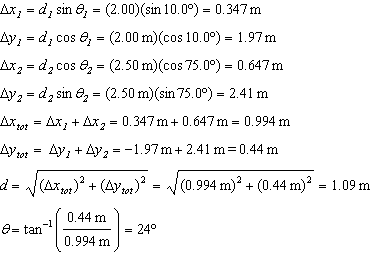 Δx₁ = d₁ sin θ₁ = (2.00)(sin 10.0°) = 0.347 m
Δy₁ = d₁ cos θ₁ = (2.00 m)(cos 10.0°) = 1.97 m
Δx₂ = d₂ cos θ₂ = (2.50 m)(cos 75.0°) = 0.647 m
Δy₂ = d₂ sin θ₂ = (2.50 m)(sin 75.0°) = 2.41 m
Δxtot = Δx₁ + Δx₂ = 0.347 m + 0.647 m = 0.994 m
Δytot = Δy₁ + Δy₂ = −1.97 m + 2.41 m = 0.44 m
d = √((Δxtot)² + (Δytot)²) = √((0.994 m)² + (0.44 m)²) = 1.09 m
θ = tan⁻¹(0.44 m / 0.994 m) = 24°